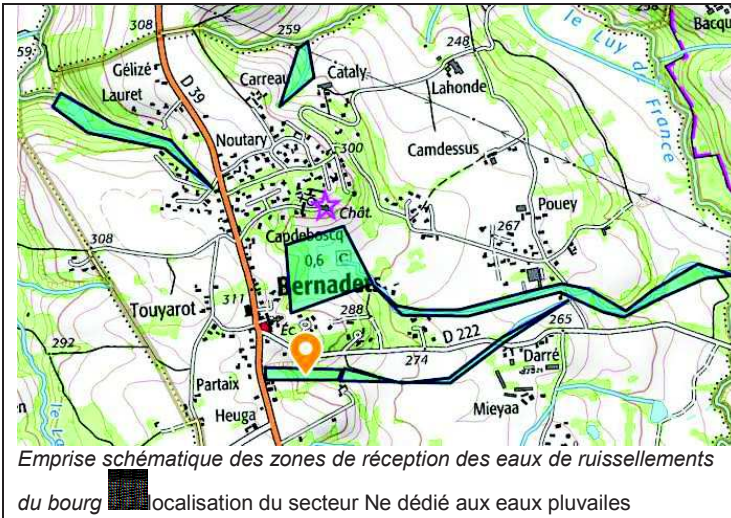 308
259
le Luy de France
Bacqu
59
Gélizé
Carreau
Cataly
248
Lauret
D 39
Lahonde
Noutary
300
Camdessus
Chât.
Pouey
Capdeboscq
267
308
0,6 C
Bernadet
311
Touyarot
Éc
288
D 222
265
292
274
Darré
Partaix
Heuga
Mieyaa
Emprise schématique des zones de réception des eaux de ruissellements
du bourg localisation du secteur Ne dédié aux eaux pluvailes